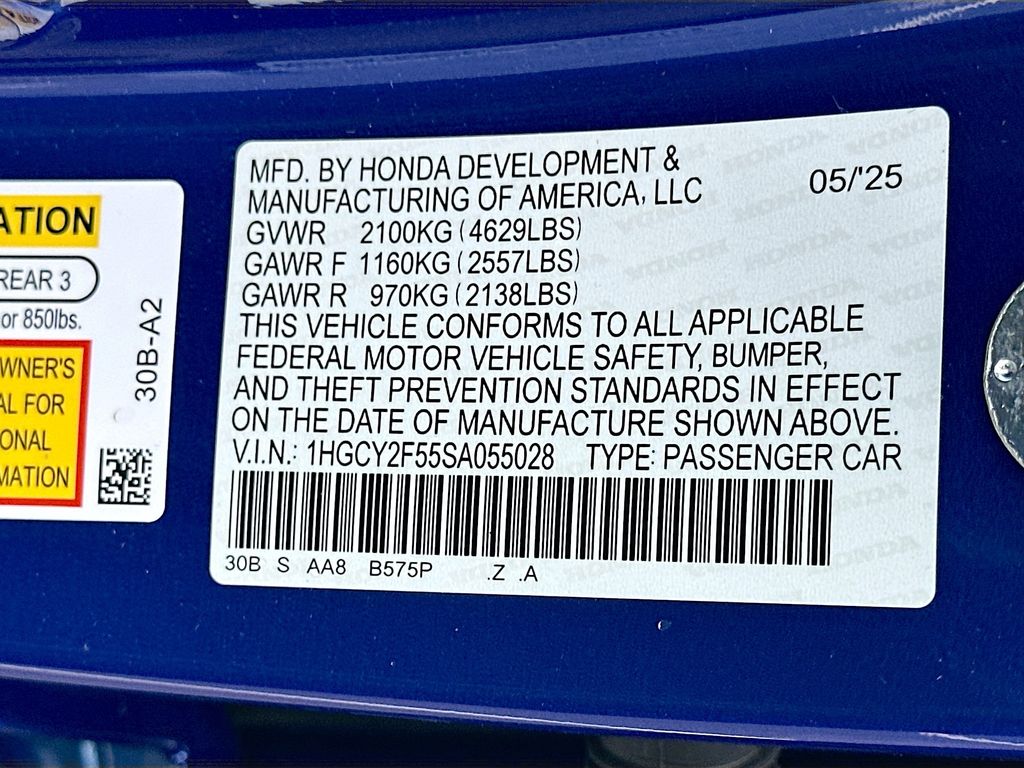 ATION
REAR 3
or 850lbs.
WNER'S
AL FOR
ONAL
MATION
30B-A2
MFD. BY HONDA DEVELOPMENT &
MANUFACTURING OF AMERICA, LLC
05/'25
GVWR 2100KG (4629LBS)
GAWR F 1160KG (2557LBS)
GAWR R 970KG (2138LBS)
THIS VEHICLE CONFORMS TO ALL APPLICABLE
FEDERAL MOTOR VEHICLE SAFETY, BUMPER,
AND THEFT PREVENTION STANDARDS IN EFFECT
ON THE DATE OF MANUFACTURE SHOWN ABOVE.
V.I.N.: 1HGCY2F55SA055028 TYPE: PASSENGER CAR
30B S AA8 B575P .Z .A